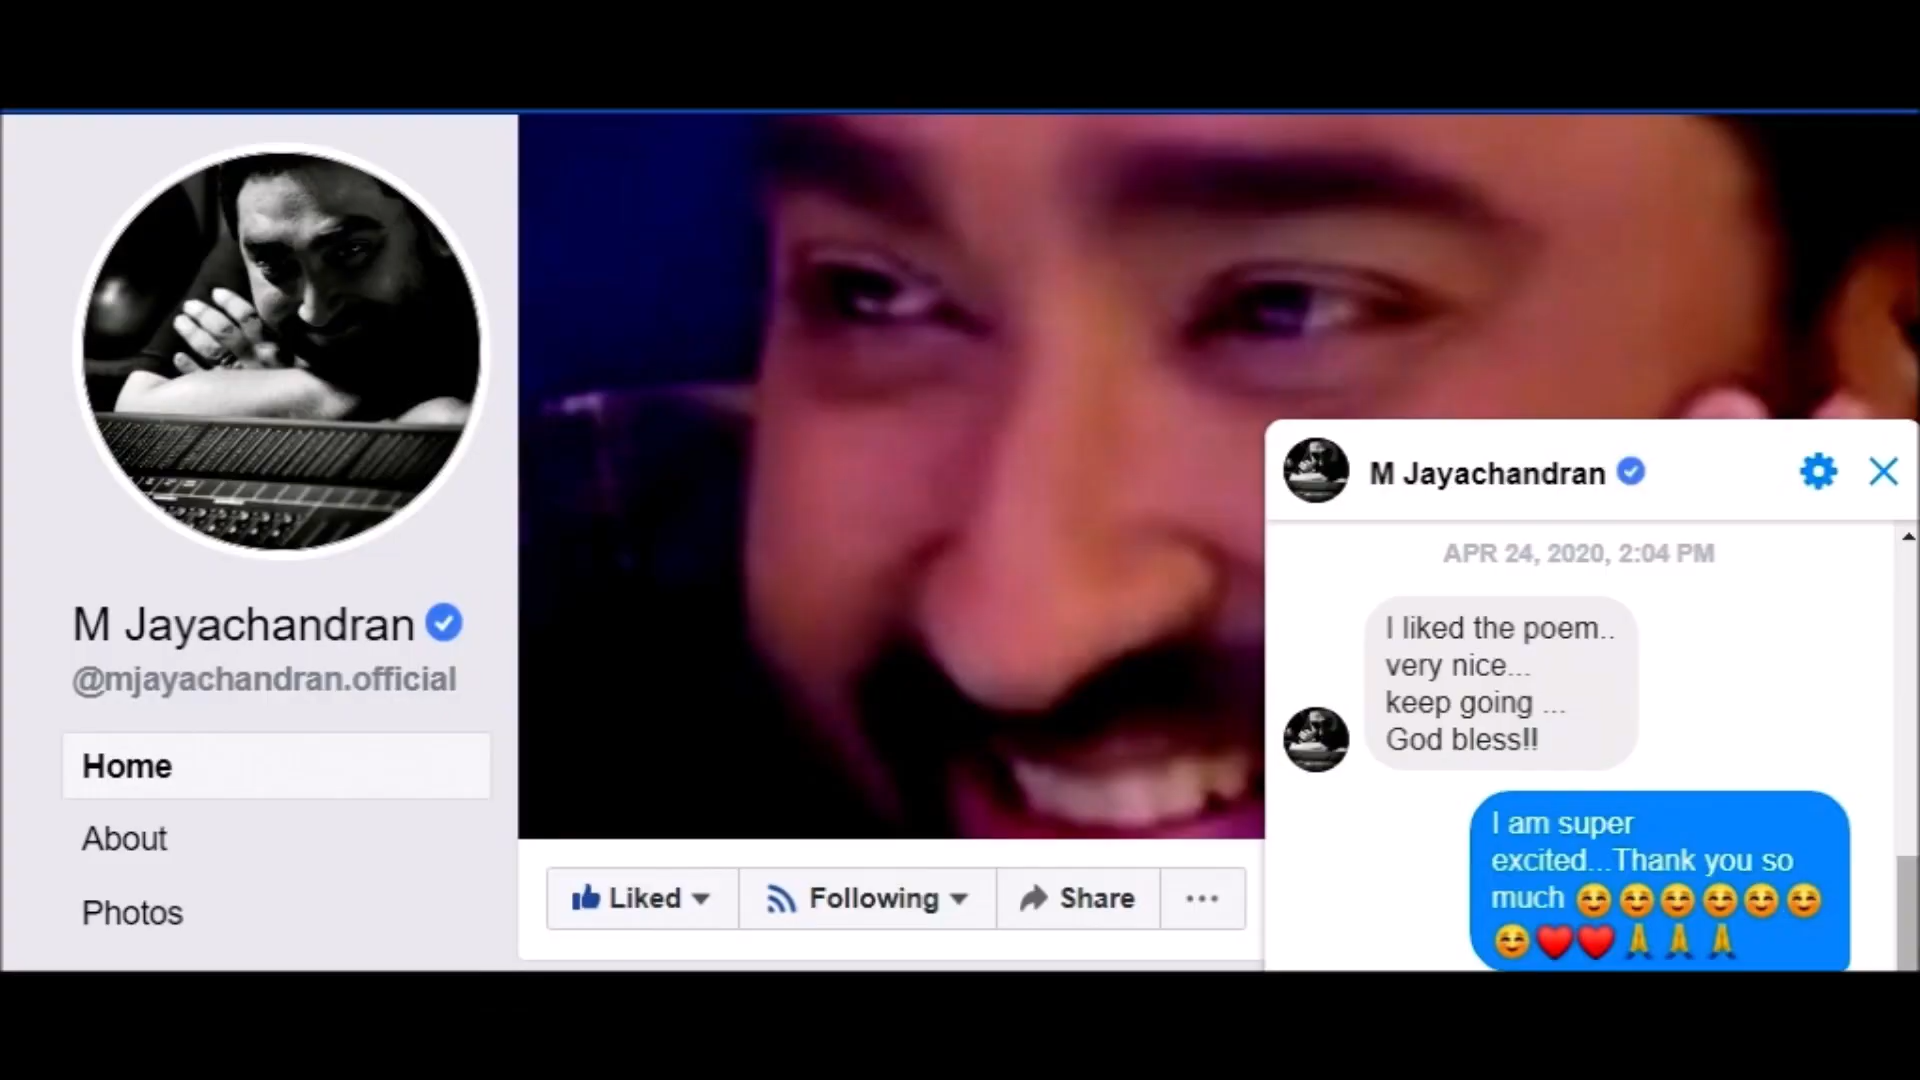 M Jayachandran
@mjayachandran.official
Home
About
Photos
Liked
Following
Share
M Jayachandran
APR 24, 2020, 2:04 PM
I liked the poem..
very nice...
keep going ...
God bless!!
I am super
excited...Thank you so
much 😊😊😊😊😊😊
😊❤️❤️🙏🙏🙏